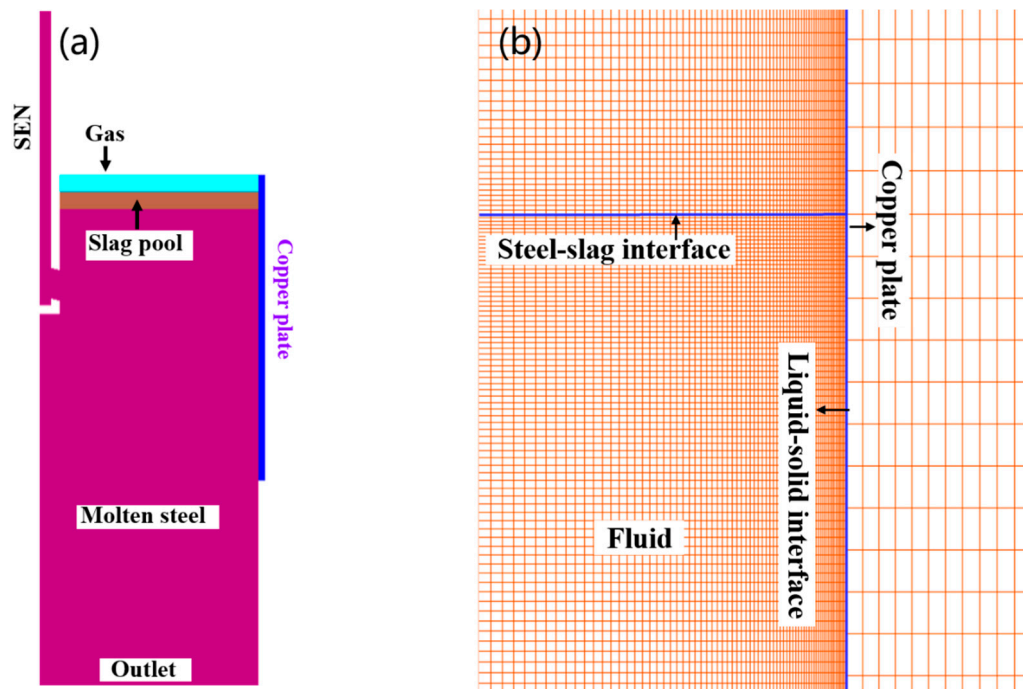 (a)
SEN
Gas
Slag pool
Copper plate
Molten steel
Outlet
(b)
Steel-slag interface
Copper plate
Liquid-solid interface
Fluid